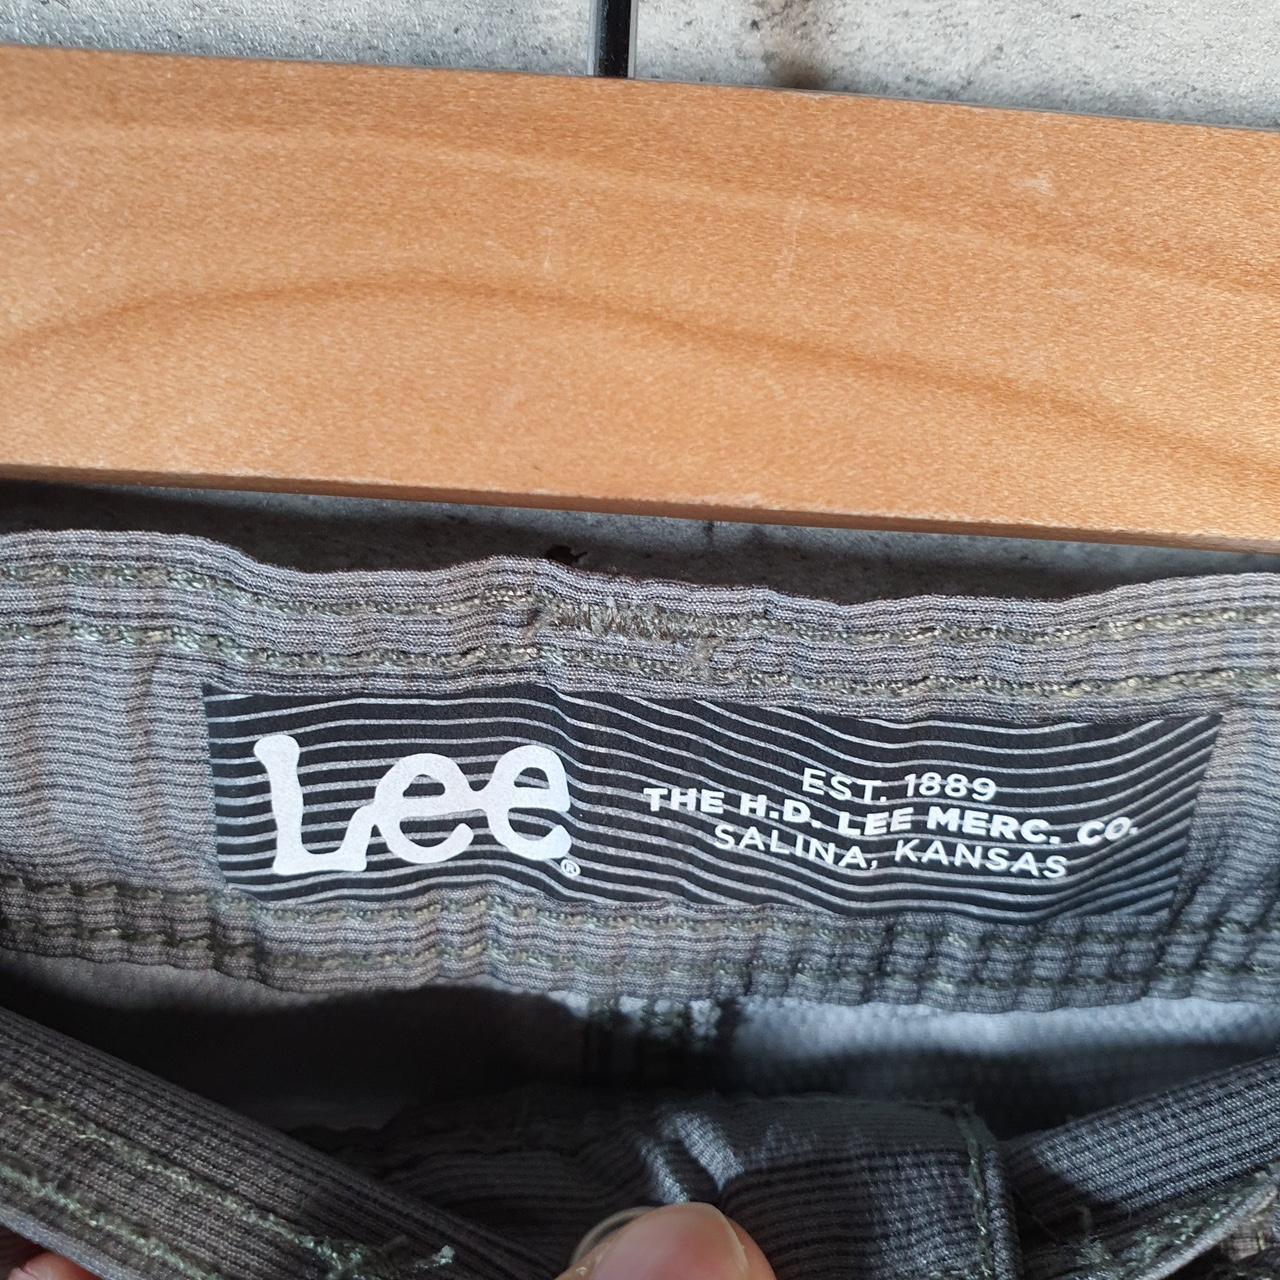 Lee®
EST. 1889
THE H.D. LEE MERC. CO.
SALINA, KANSAS